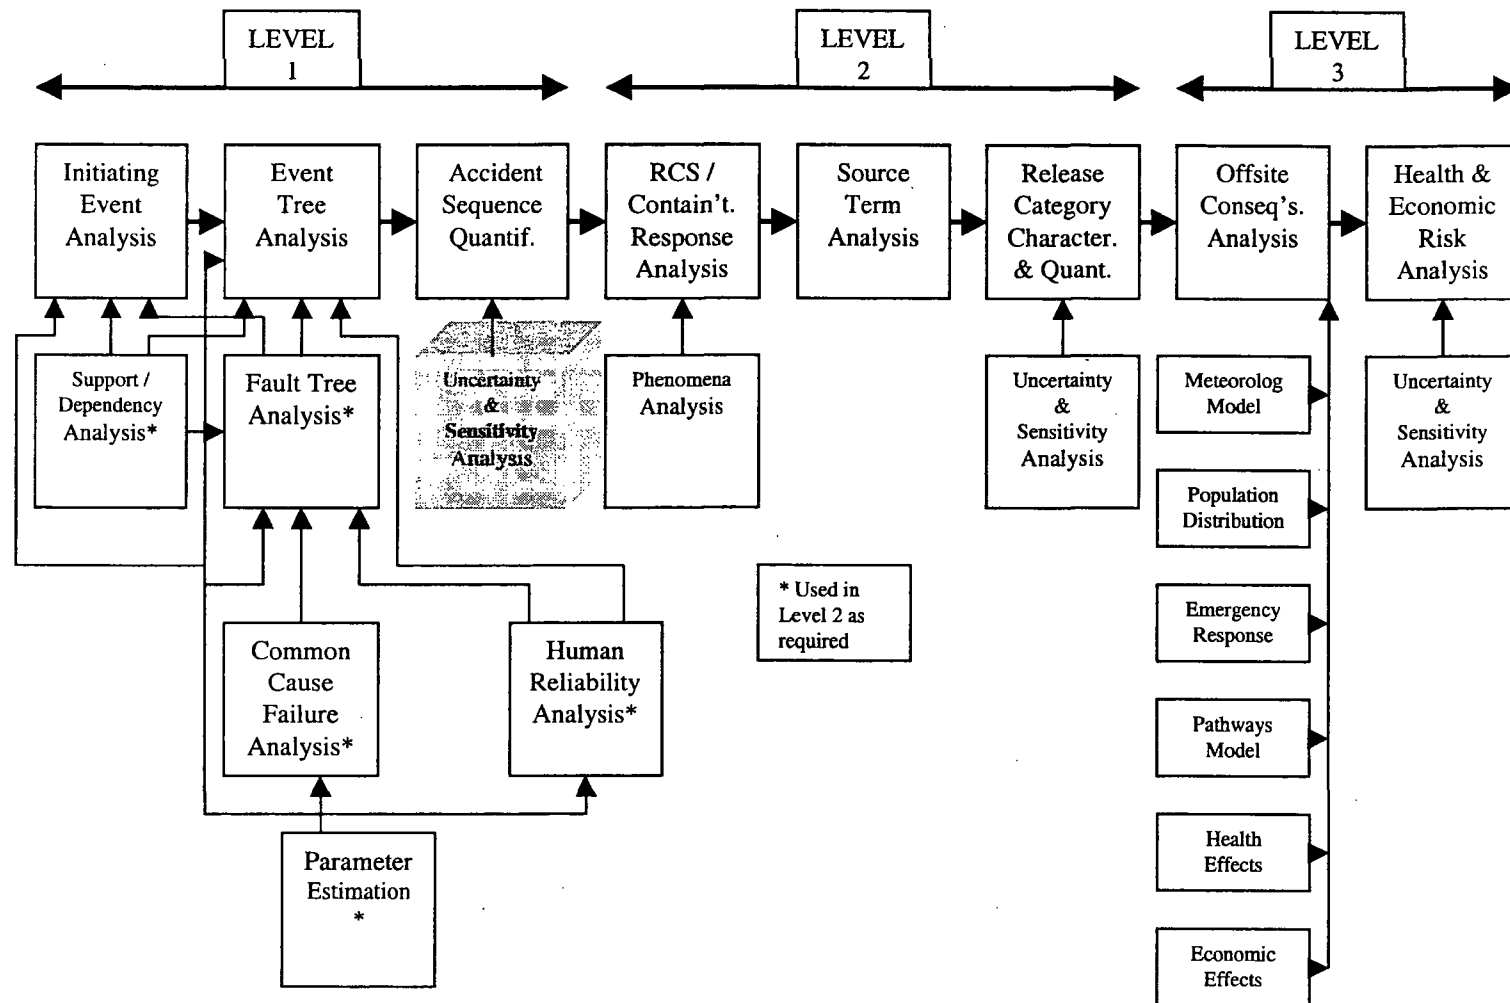 LEVEL
1
LEVEL
2
LEVEL
3
Initiating
Event
Analysis
Event
Tree
Analysis
Accident
Sequence
Quantif.
RCS /
Contain't.
Response
Analysis
Source
Term
Analysis
Release
Category
Character.
& Quant.
Offsite
Conseq's.
Analysis
Health &
Economic
Risk
Analysis
Support /
Dependency
Analysis*
Fault Tree
Analysis*
Uncertainty
&
Sensitivity
Analysis
Phenomena
Analysis
Uncertainty
&
Sensitivity
Analysis
Meteorolog
Model
Uncertainty
&
Sensitivity
Analysis
Population
Distribution
* Used in
Level 2 as
required
Emergency
Response
Common
Cause
Failure
Analysis*
Human
Reliability
Analysis*
Pathways
Model
Parameter
Estimation
*
Health
Effects
Economic
Effects